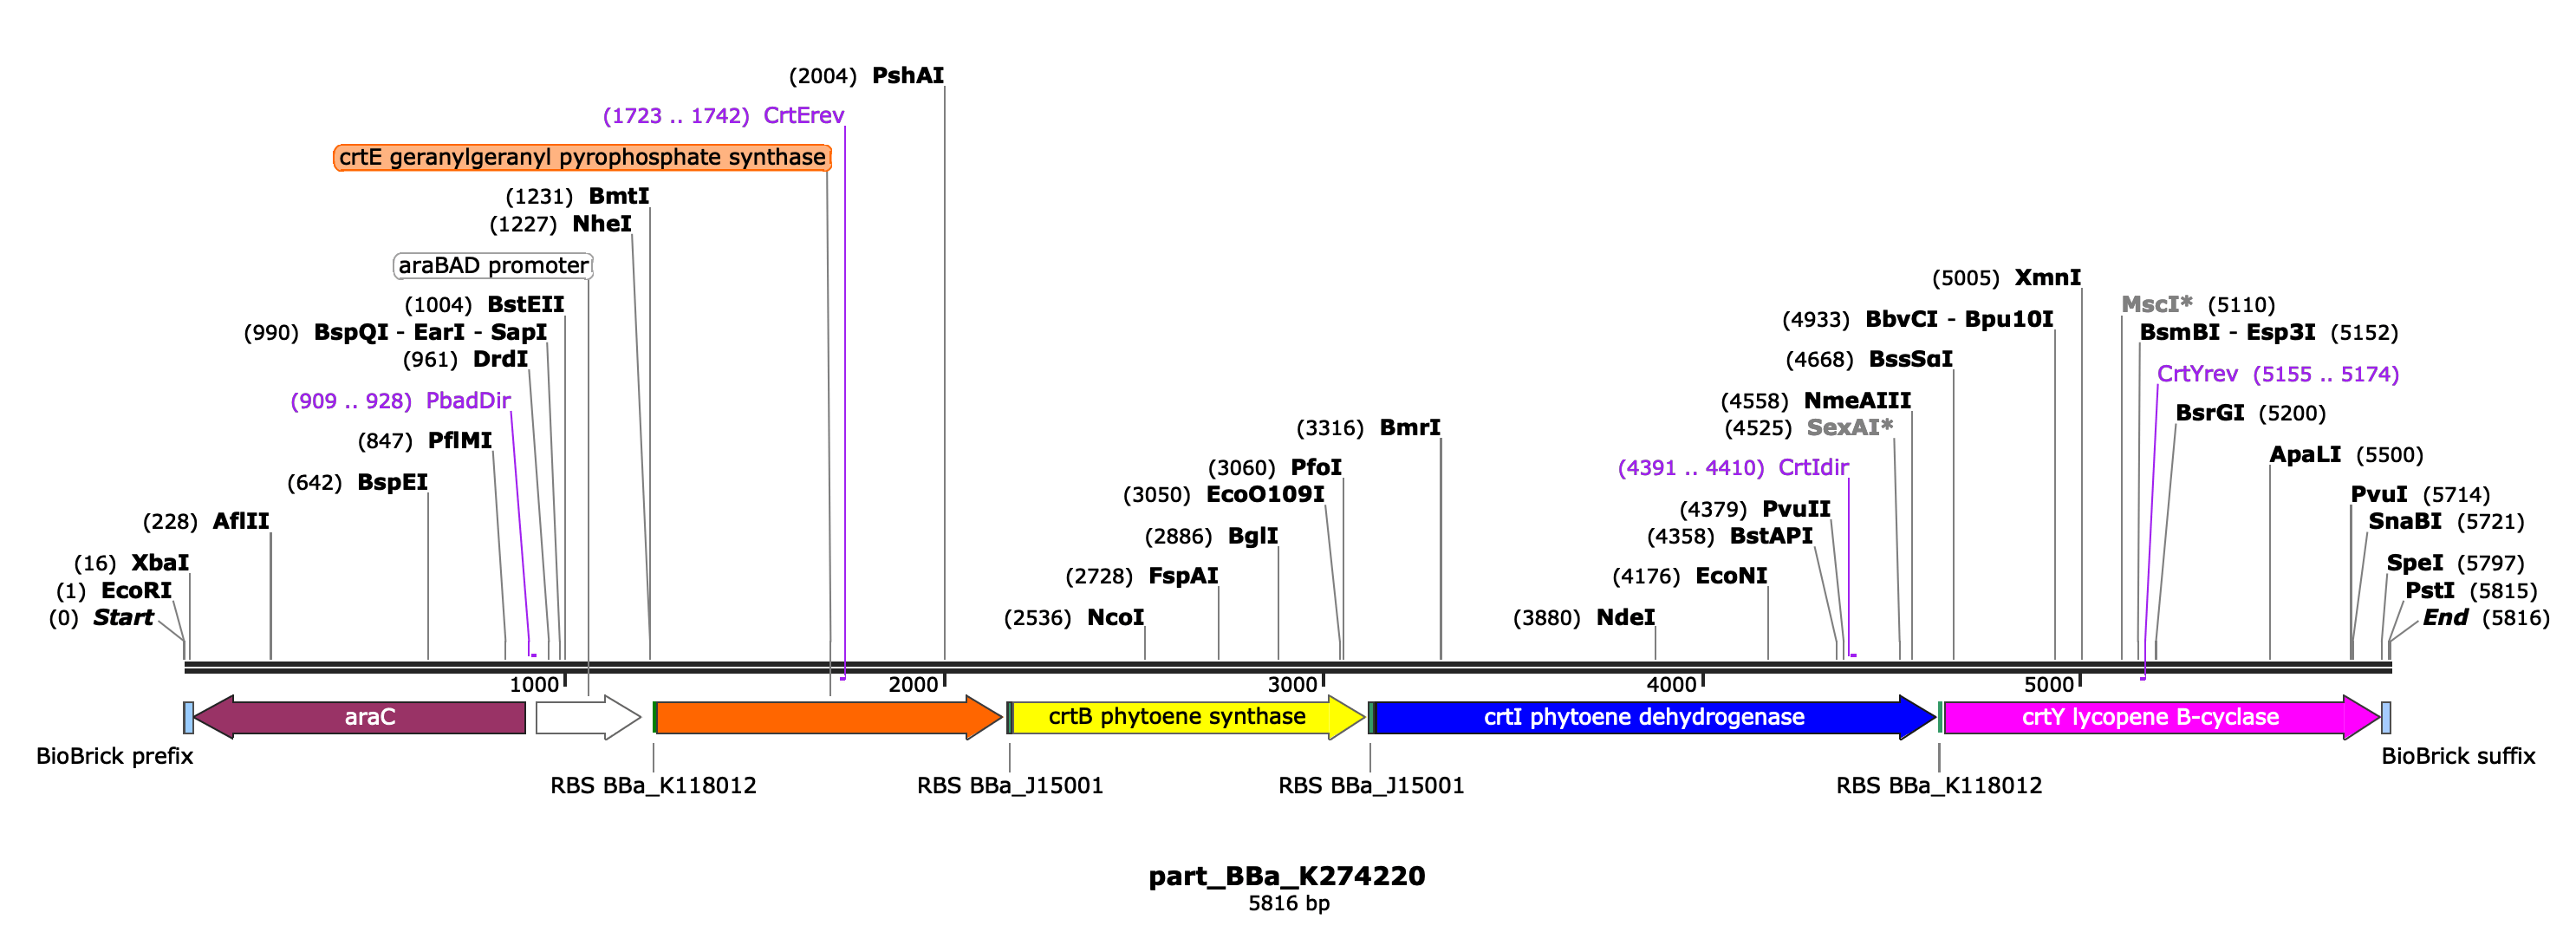 (2004) PshAI
(1723 .. 1742) CrtErev
crtE geranylgeranyl pyrophosphate synthase
(1231) BmtI
(1227) NheI
araBAD promoter
(1004) BstEII
(990) BspQI - EarI - SapI
(961) DrdI
(909 .. 928) PbadDir
(847) PflMI
(642) BspEI
(228) AflII
(16) XbaI
(1) EcoRI
(0) Start
(3316) BmrI
(3060) PfoI
(3050) EcoO109I
(2886) BglI
(2728) FspAI
(2536) NcoI
(5005) XmnI
(4933) BbvCI - Bpu10I
(4668) BssSαI
(4558) NmeAIII
(4525) SexAI*
(4391 .. 4410) CrtIdir
(4379) PvuII
(4358) BstAPI
(4176) EcoNI
(3880) NdeI
MscI* (5110)
BsmBI - Esp3I (5152)
CrtYrev (5155 .. 5174)
BsrGI (5200)
ApaLI (5500)
PvuI (5714)
SnaBI (5721)
SpeI (5797)
PstI (5815)
End (5816)
1000
2000
3000
4000
5000
araC
crtB phytoene synthase
crtI phytoene dehydrogenase
crtY lycopene B-cyclase
BioBrick prefix
BioBrick suffix
RBS BBa_K118012
RBS BBa_J15001
RBS BBa_J15001
RBS BBa_K118012
part_BBa_K274220
5816 bp